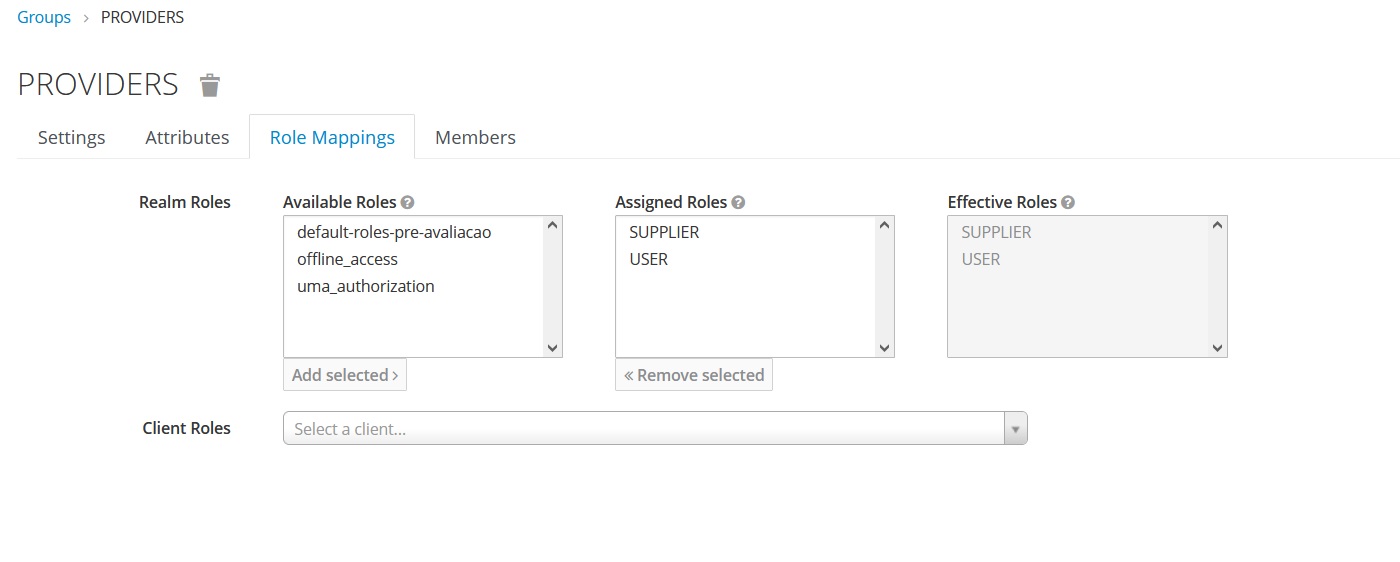 Groups > PROVIDERS
PROVIDERS
Settings Attributes Role Mappings Members
Realm Roles Available Roles ? Assigned Roles ? Effective Roles ?
default-roles-pre-avaliacao SUPPLIER SUPPLIER
offline_access USER USER
uma_authorization
Add selected > « Remove selected
Client Roles Select a client...